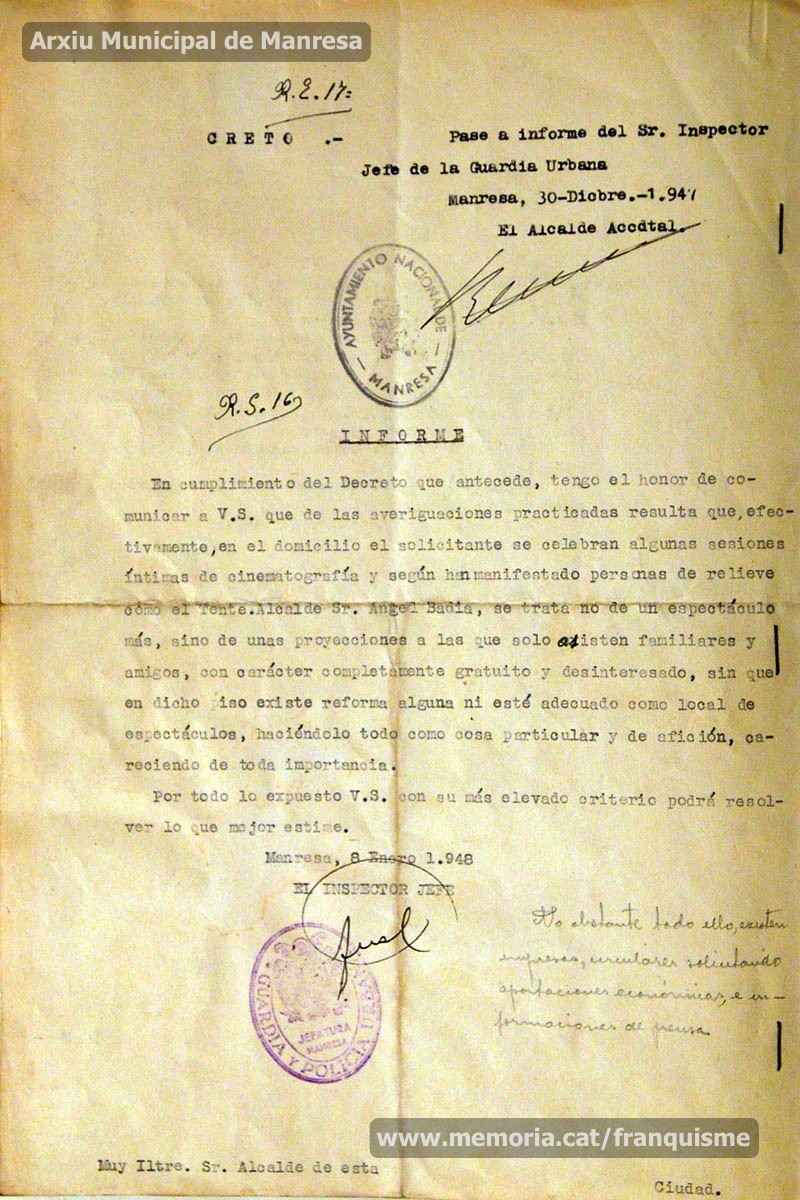 Arxiu Municipal de Manresa
R.E.17=
CRETO .-
Pase a informe del Sr. Inspector
Jefe de la Guardia Urbana
Manresa, 30-Dicbre.-1.947
El Alcalde Accdtal.
AYUNTAMIENTO NACIONAL DE
— MANRESA —
R.S.16
INFORME
En cumplimiento del Decreto que antecede, tengo el honor de co-
municar a V.S. que de las averiguaciones practicadas resulta que, efec-
tivamente, en el domicilio el solicitante se celebran algunas sesiones
íntimas de cinematografía y según han manifestado personas de relieve
cómo el Tente.Alcalde Sr. Angel Badia, se trata no de un espectáculo
más, sino de unas proyecciones a las que solo asisten familiares y
amigos, con carácter completamente gratuito y desinteresado, sin que
en dicho piso existe reforma alguna ni esté adecuado como local de
espectáculos, haciéndolo todo como cosa particular y de afición, ca-
reciendo de toda importancia.
Por todo lo expuesto V.S. con su más elevado criterio podrá resol-
ver lo que mejor estime.
Manresa, 8 Enero 1.948
EL INSPECTOR JEFE
GUARDIA Y POLICIA URBANA
JEFATURA
MANRESA
No obstante todo ello, existen
impresos, circulares solicitando
aportaciones económicas, e in-
formaciones de prensa
www.memoria.cat/franquisme
Muy Iltre. Sr. Alcalde de esta
Ciudad.